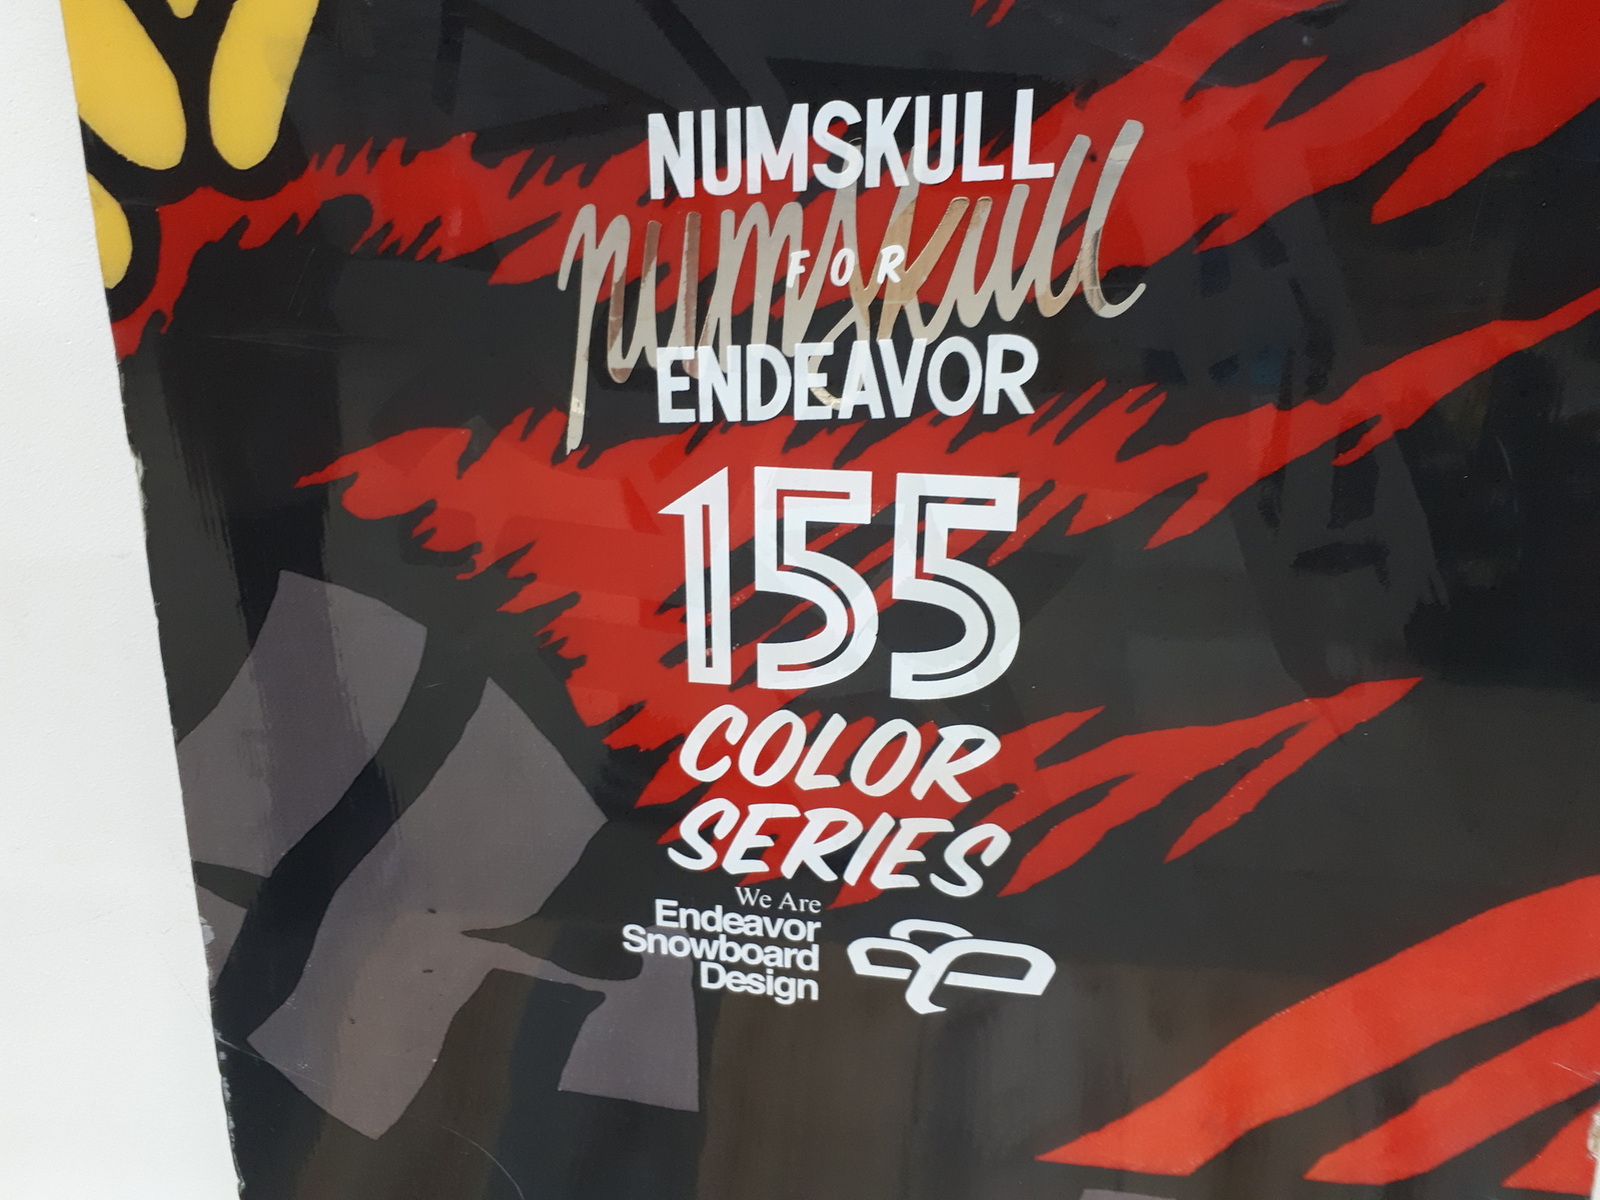 NUMSKULL
numskull
FOR
ENDEAVOR
155
COLOR
SERIES
We Are
Endeavor
Snowboard
Design